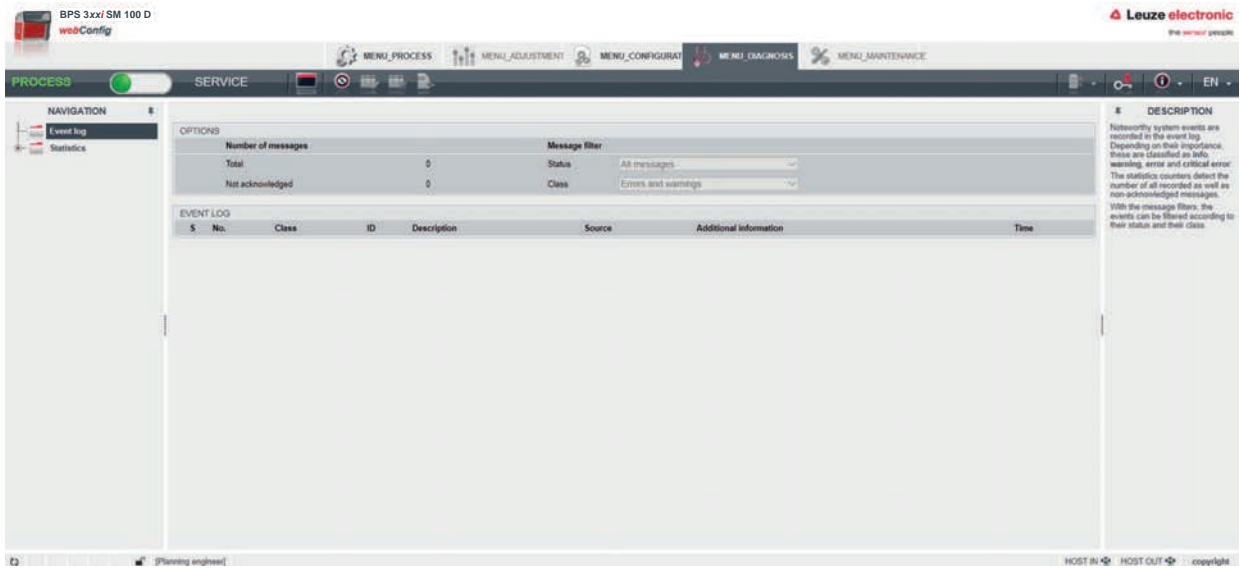 BPS 3xxi SM 100 D
webConfig
Leuze electronic
the sensor people
MENU_PROCESS
MENU_ADJUSTMENT
MENU_CONFIGURAT
MENU_DIAGNOSIS
MENU_MAINTENANCE
PROCESS
SERVICE
EN
NAVIGATION
Event log
Statistics
OPTIONS
Number of messages
Message filter
Total 0 Status All messages
Not acknowledged 0 Class Errors and warnings
EVENT LOG
S No. Class ID Description Source Additional information Time
DESCRIPTION
Noteworthy system events are
recorded in the event log.
Depending on their importance,
these are classified as info,
warning, error and critical error.
The statistics counters detect the
number of all recorded as well as
non-acknowledged messages.
With the message filters, the
events can be filtered according to
their status and their class.
[Planning engineer]
HOST IN HOST OUT copyright